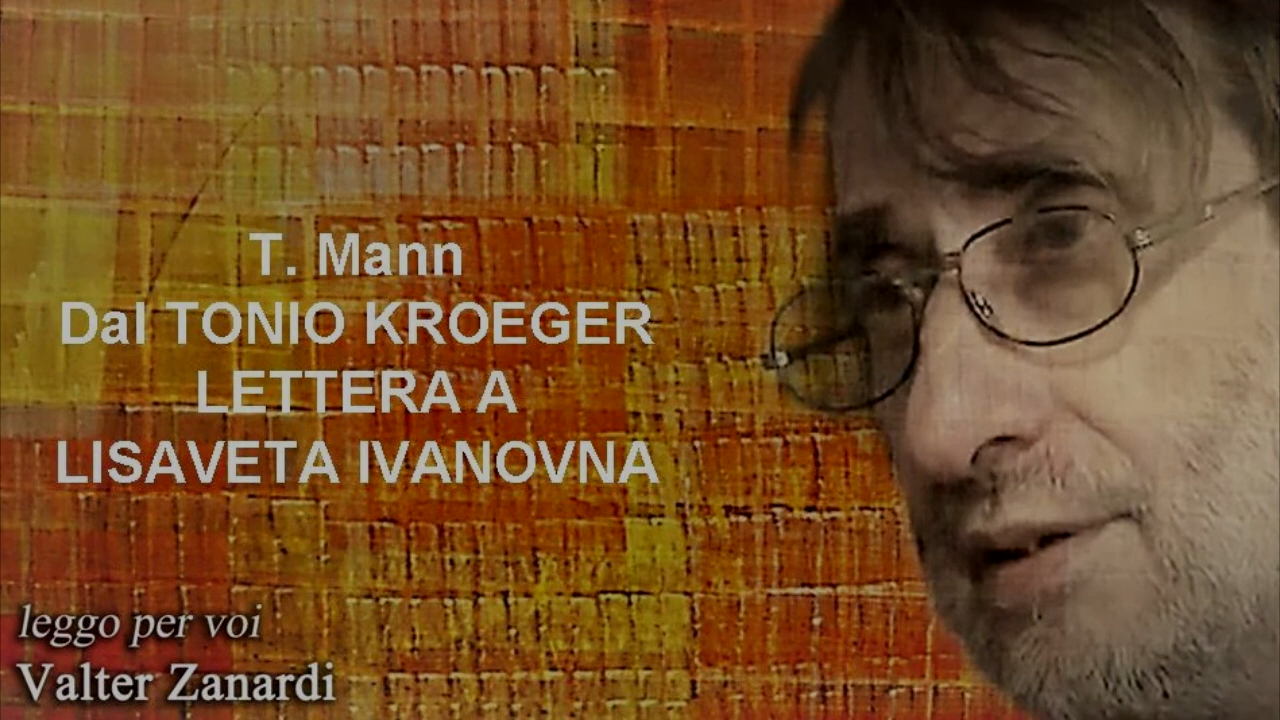 T. Mann
Dal TONIO KROEGER
LETTERA A
LISAVETA IVANOVNA
leggo per voi
Valter Zanardi